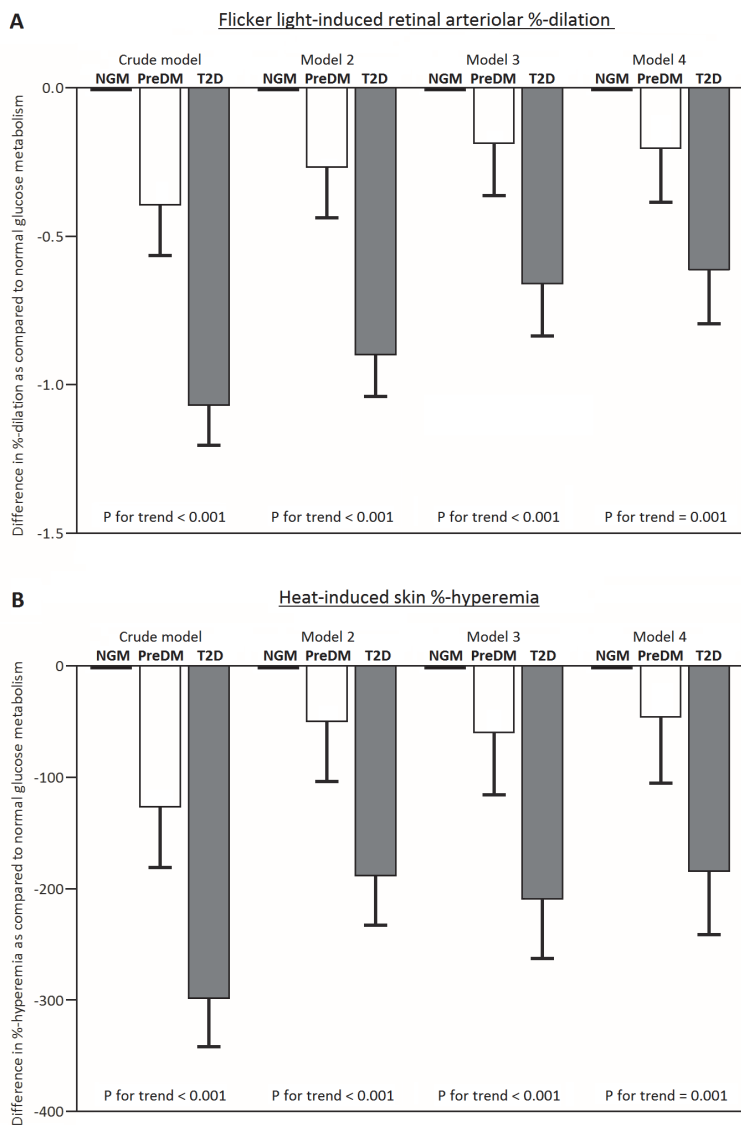 A
Flicker light-induced retinal arteriolar %-dilation
Crude model Model 2 Model 3 Model 4
NGM PreDM T2D NGM PreDM T2D NGM PreDM T2D NGM PreDM T2D
Difference in %-dilation as compared to normal glucose metabolism
0.0
-0.5
-1.0
-1.5
P for trend < 0.001 P for trend < 0.001 P for trend < 0.001 P for trend = 0.001
B
Heat-induced skin %-hyperemia
Crude model Model 2 Model 3 Model 4
NGM PreDM T2D NGM PreDM T2D NGM PreDM T2D NGM PreDM T2D
Difference in %-hyperemia as compared to normal glucose metabolism
0
-100
-200
-300
-400
P for trend < 0.001 P for trend < 0.001 P for trend < 0.001 P for trend = 0.001